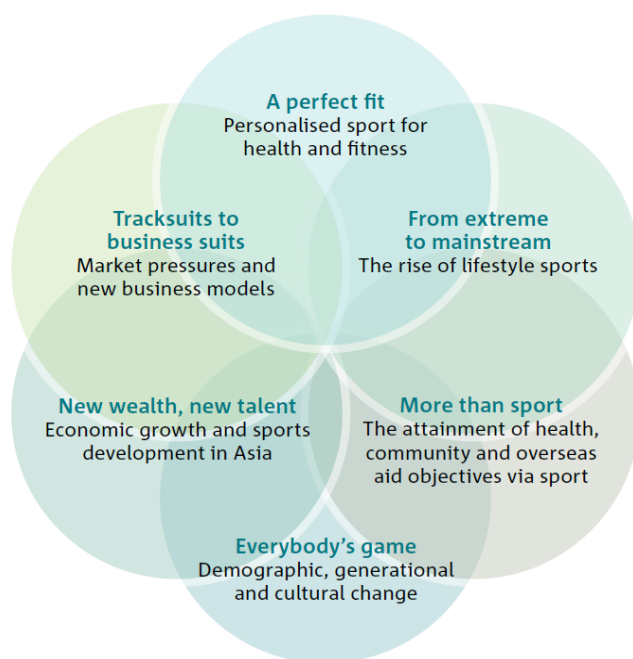 A perfect fit
Personalised sport for
health and fitness
Tracksuits to
business suits
Market pressures and
new business models
From extreme
to mainstream
The rise of lifestyle sports
New wealth, new talent
Economic growth and sports
development in Asia
More than sport
The attainment of health,
community and overseas
aid objectives via sport
Everybody’s game
Demographic, generational
and cultural change